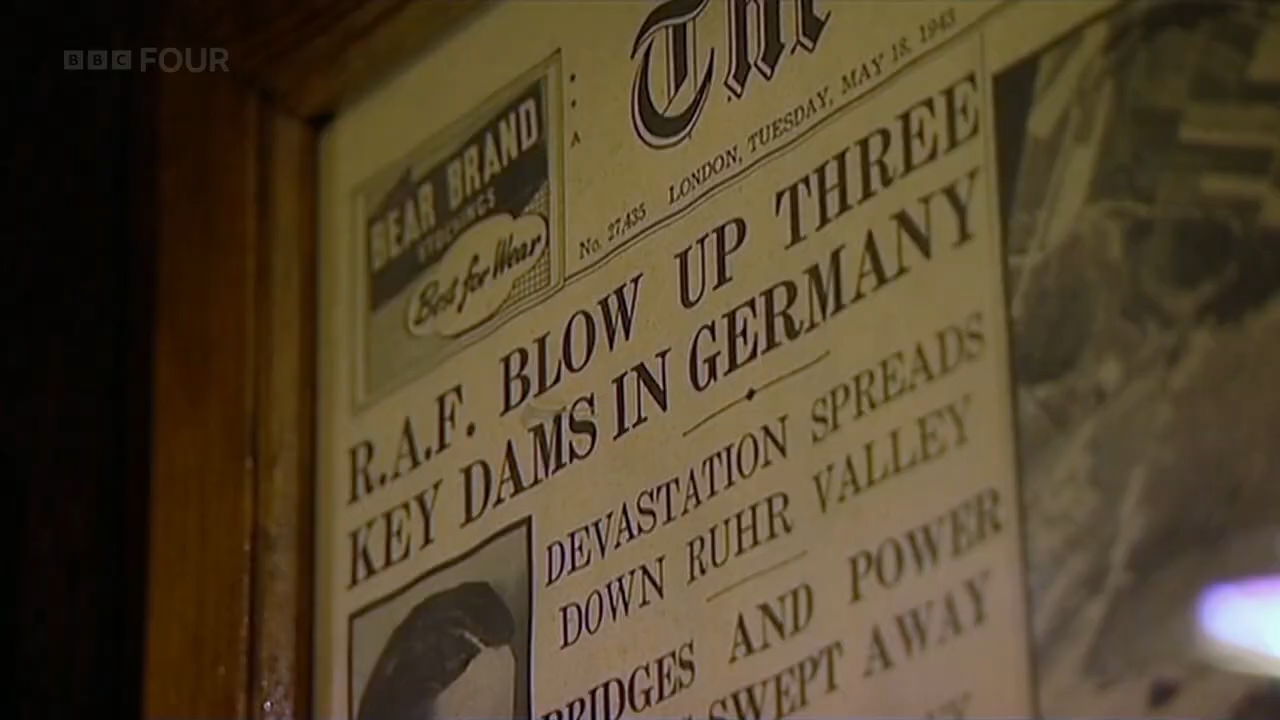 BBC FOUR
The
BEAR BRAND
STOCKINGS
Best for Wear
A
No. 27,435 LONDON, TUESDAY, MAY 18, 1943
R.A.F. BLOW UP THREE
KEY DAMS IN GERMANY
DEVASTATION SPREADS
DOWN RUHR VALLEY
BRIDGES AND POWER
SWEPT AWAY